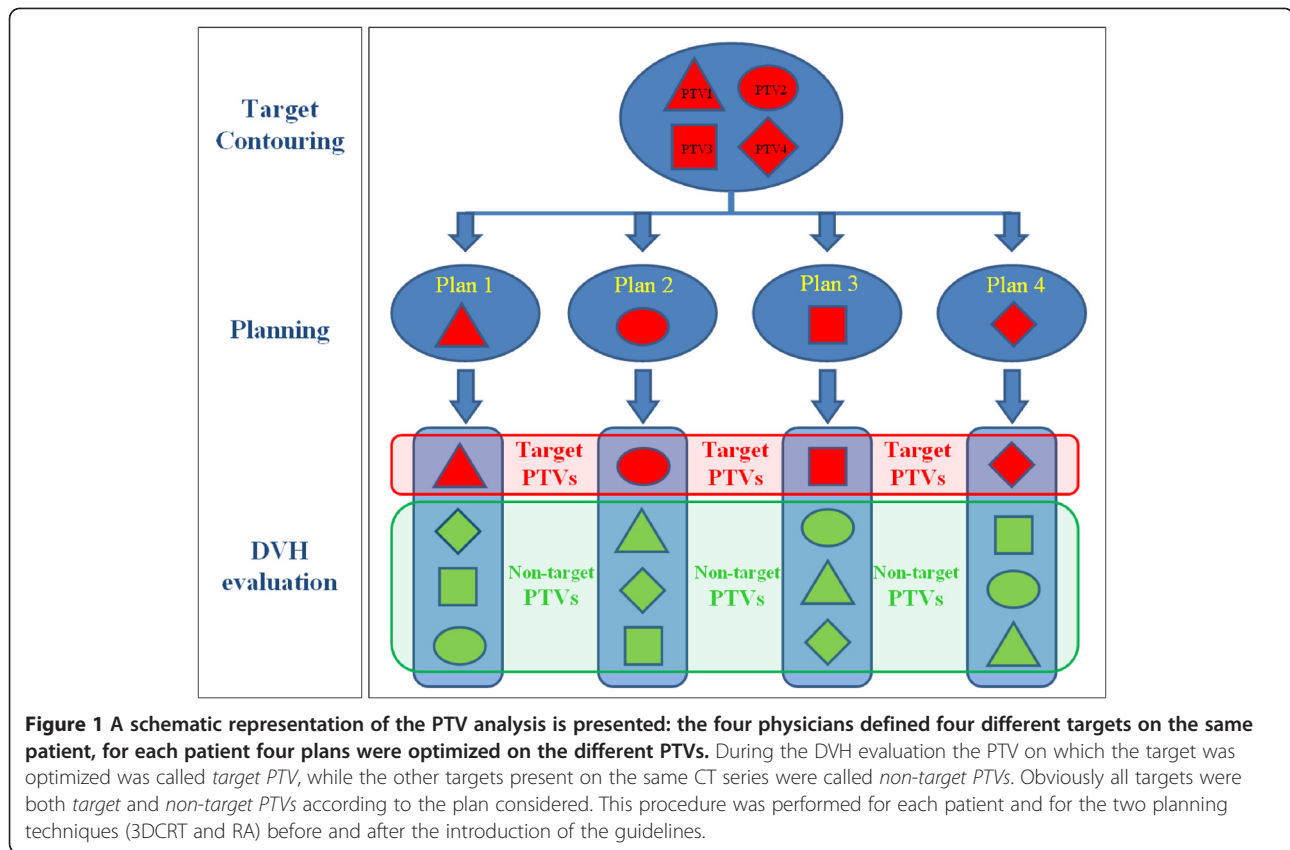 Target
Contouring
PTV1
PTV2
PTV3
PTV4
Planning
Plan 1
Plan 2
Plan 3
Plan 4
DVH
evaluation
Target
PTVs
Target
PTVs
Target
PTVs
Non-target
PTVs
Non-target
PTVs
Non-target
PTVs
Figure 1 A schematic representation of the PTV analysis is presented: the four physicians defined four different targets on the same
patient, for each patient four plans were optimized on the different PTVs. During the DVH evaluation the PTV on which the target was
optimized was called target PTV, while the other targets present on the same CT series were called non-target PTVs. Obviously all targets were
both target and non-target PTVs according to the plan considered. This procedure was performed for each patient and for the two planning
techniques (3DCRT and RA) before and after the introduction of the guidelines.